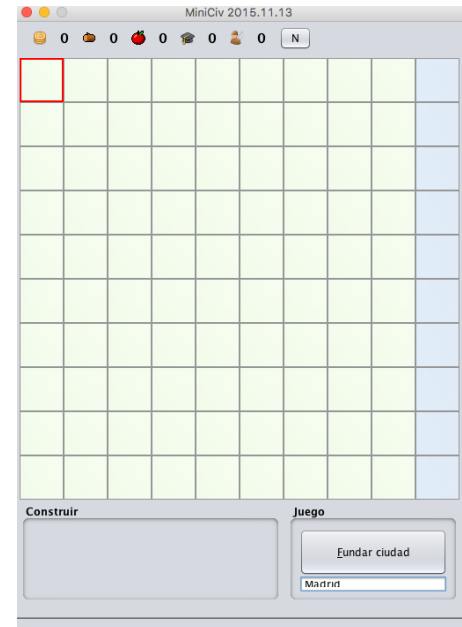 MiniCiv 2015.11.13
0 0 0 0 0 N
Construir
Juego
Fundar ciudad
Madrid